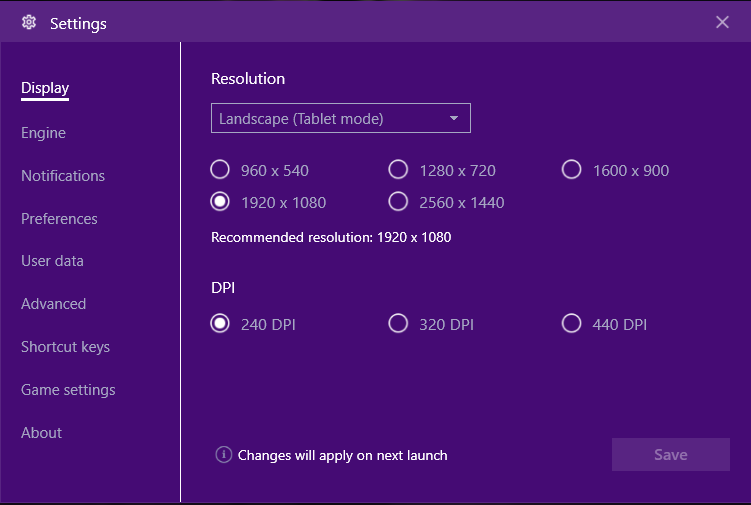 Settings
Display
Engine
Notifications
Preferences
User data
Advanced
Shortcut keys
Game settings
About
Resolution
Landscape (Tablet mode)
960 x 540 1280 x 720 1600 x 900
1920 x 1080 2560 x 1440
Recommended resolution: 1920 x 1080
DPI
240 DPI 320 DPI 440 DPI
Changes will apply on next launch
Save